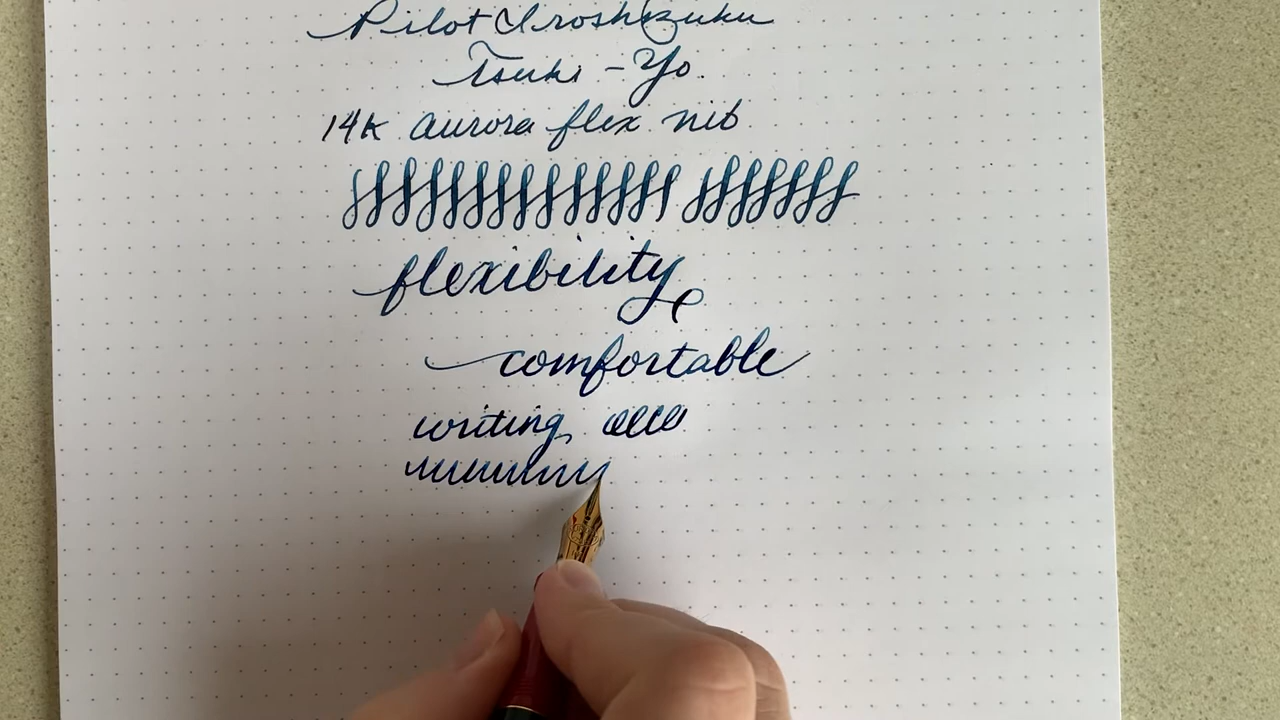 Pilot Iroshizuku
Tsuki-Yo
14K aurora flex nib
flexibility
comfortable
writing